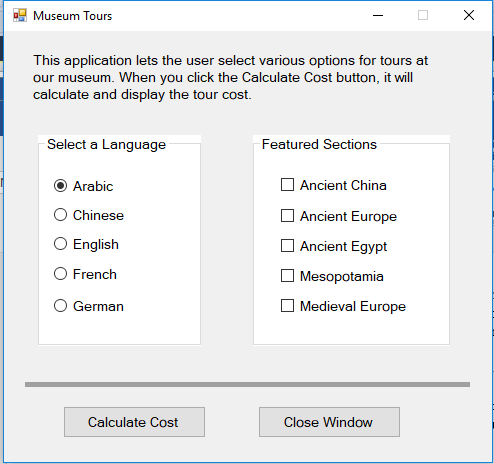 Museum Tours
This application lets the user select various options for tours at
our museum. When you click the Calculate Cost button, it will
calculate and display the tour cost.
Select a Language
Arabic
Chinese
English
French
German
Featured Sections
Ancient China
Ancient Europe
Ancient Egypt
Mesopotamia
Medieval Europe
Calculate Cost
Close Window